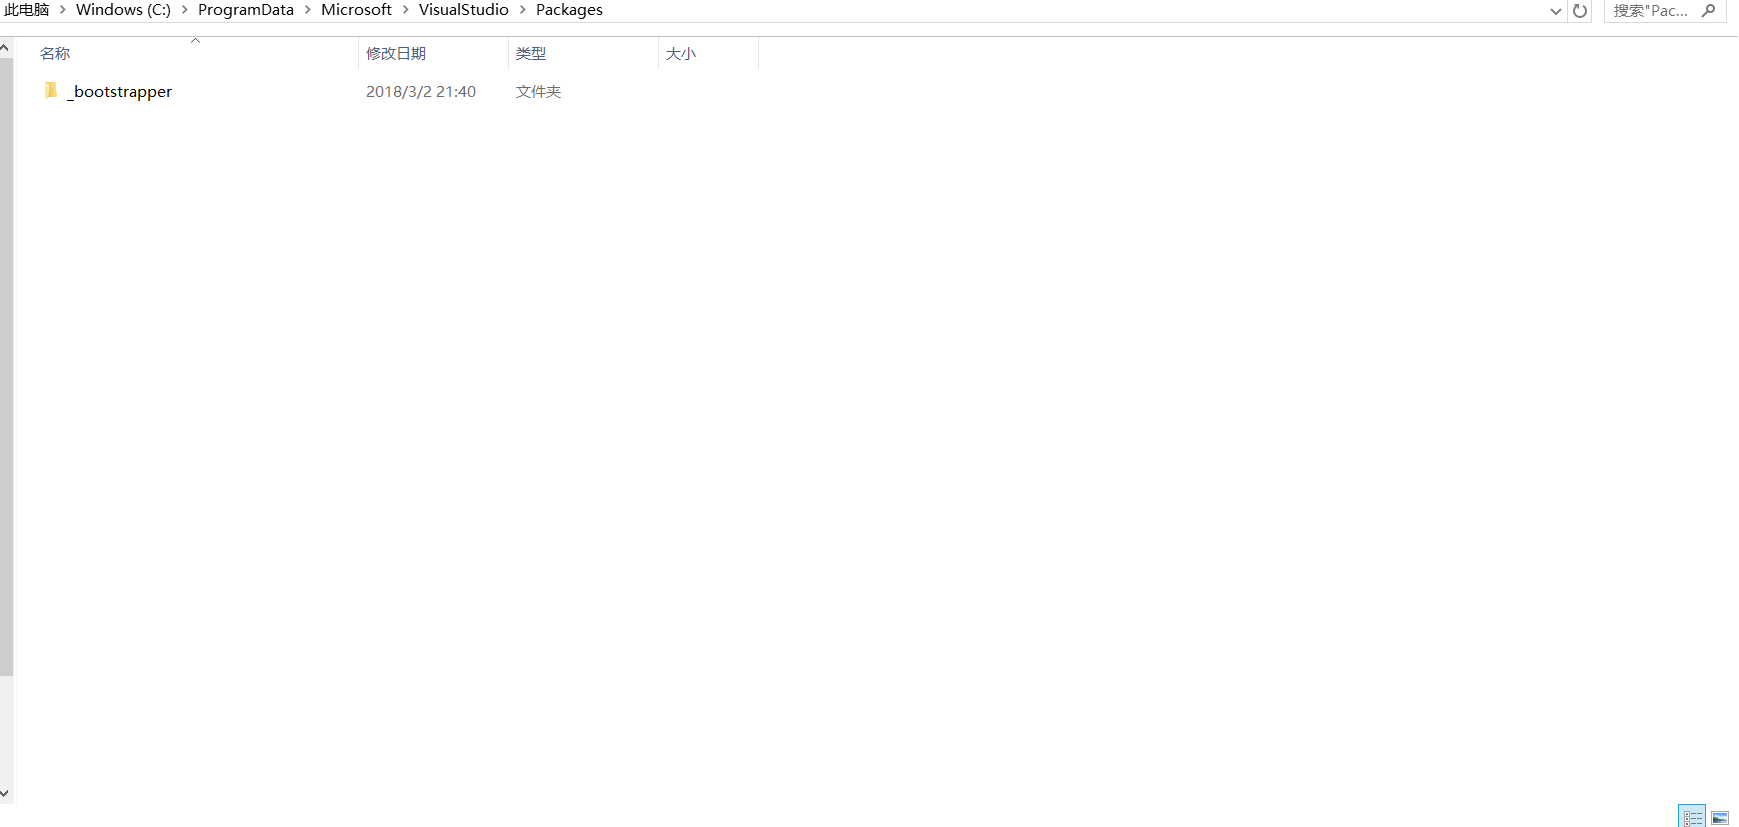 此电脑 > Windows (C:) > ProgramData > Microsoft > VisualStudio > Packages
搜索"Pac...
名称 修改日期 类型 大小
_bootstrapper 2018/3/2 21:40 文件夹